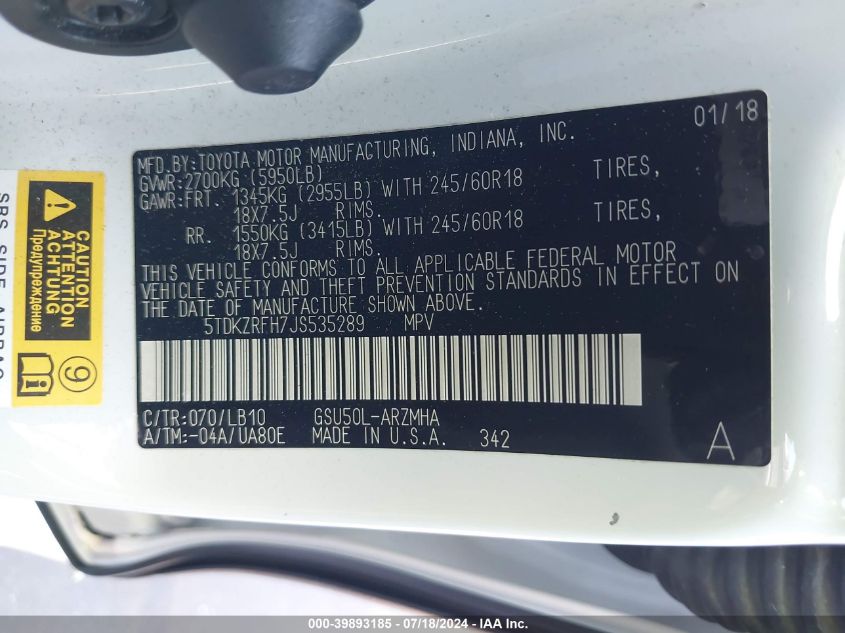 01/18
MFD.BY:TOYOTA MOTOR MANUFACTURING, INDIANA, INC.
GVWR:2700KG (5950LB)
GAWR:FRT. 1345KG (2955LB) WITH 245/60R18 TIRES,
18X7.5J RIMS.
RR. 1550KG (3415LB) WITH 245/60R18 TIRES,
18X7.5J RIMS.
THIS VEHICLE CONFORMS TO ALL APPLICABLE FEDERAL MOTOR
VEHICLE SAFETY AND THEFT PREVENTION STANDARDS IN EFFECT ON
THE DATE OF MANUFACTURE SHOWN ABOVE.
5TDKZRFH7JS535289 MPV
C/TR:070/LB10 GSU50L-ARZMHA
A/TM:-04A/UA80E MADE IN U.S.A. 342
A
CAUTION
ATTENTION
ACHTUNG
Предупреждение
9
SRS SIDE AIRBAG
000-39893185 - 07/18/2024 - IAA Inc.